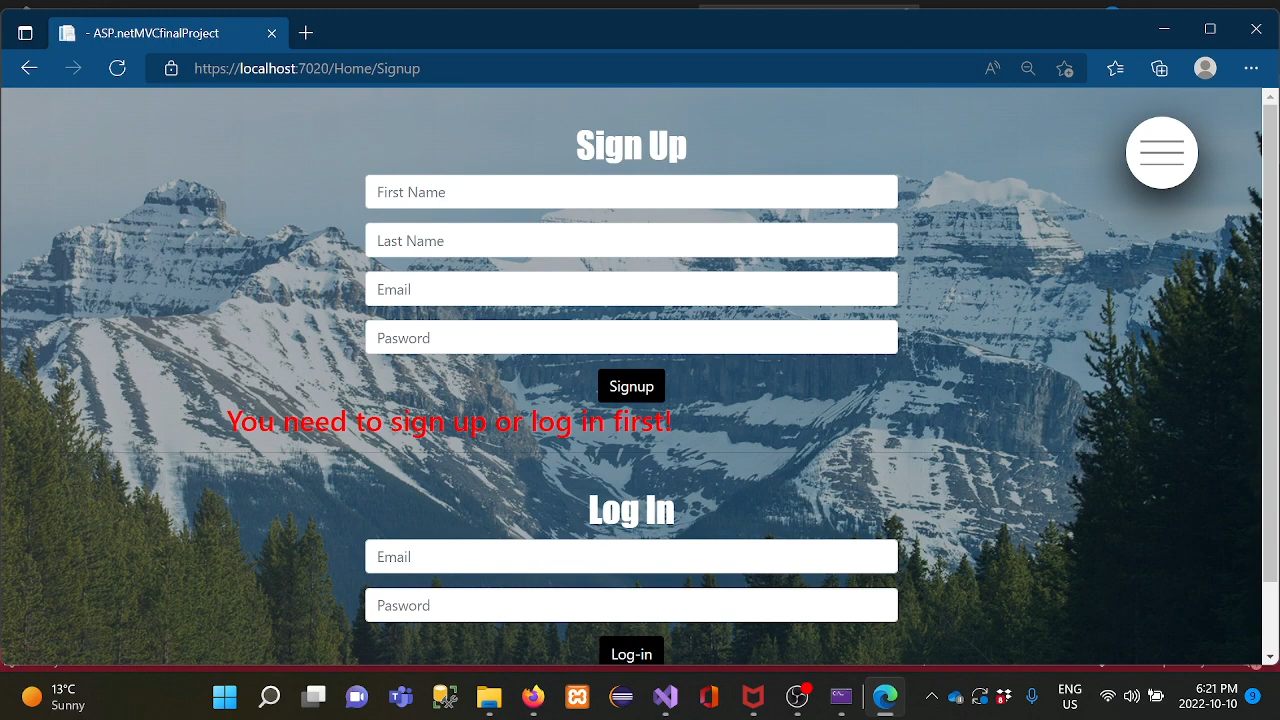 - ASP.netMVCfinalProject
https://localhost:7020/Home/Signup
Sign Up
First Name
Last Name
Email
Pasword
Signup
You need to sign up or log in first!
Log In
Email
Pasword
Log-in
13°C
Sunny
ENG
US
6:21 PM
2022-10-10
9